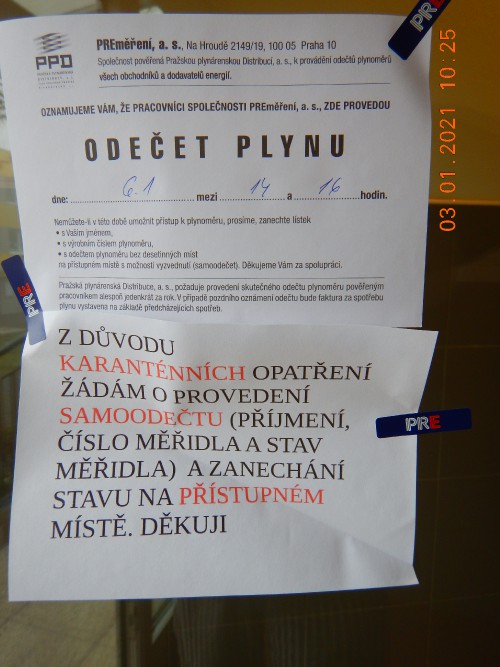 PRE
PPD
PREměření, a. s., Na Hroudě 2149/19, 100 05 Praha 10
Společnost pověřená Pražskou plynárenskou Distribucí, a. s., k provádění odečtů plynoměrů
všech obchodníků a dodavatelů energií.
OZNAMUJEME VÁM, ŽE PRACOVNÍCI SPOLEČNOSTI PREměření, a. s., ZDE PROVEDOU
ODEČET PLYNU
dne: 6.1 mezi 14 a 16 hodin.
Nemůžete-li v této době umožnit přístup k plynoměru, prosíme, zanechte lístek
• s Vaším jménem,
• s výrobním číslem plynoměru,
• s odečtem plynoměru bez desetinných míst
na přístupném místě s možností vyzvednutí (samoodečet). Děkujeme Vám za spolupráci.
Pražská plynárenská Distribuce, a. s., požaduje provedení skutečného odečtu plynoměru pověřeným
pracovníkem alespoň jedenkrát za rok. V případě pozdního oznámení odečtu bude faktura za spotřebu
plynu vystavena na základě předcházejících spotřeb.
PRE
Z DŮVODU
KARANTÉNNÍCH OPATŘENÍ
ŽÁDÁM O PROVEDENÍ
SAMOODEČTU (PŘÍJMENÍ,
ČÍSLO MĚŘIDLA A STAV
MĚŘIDLA) A ZANECHÁNÍ
STAVU NA PŘÍSTUPNÉM
MÍSTĚ. DĚKUJI
PRE
03.01.2021 10:25